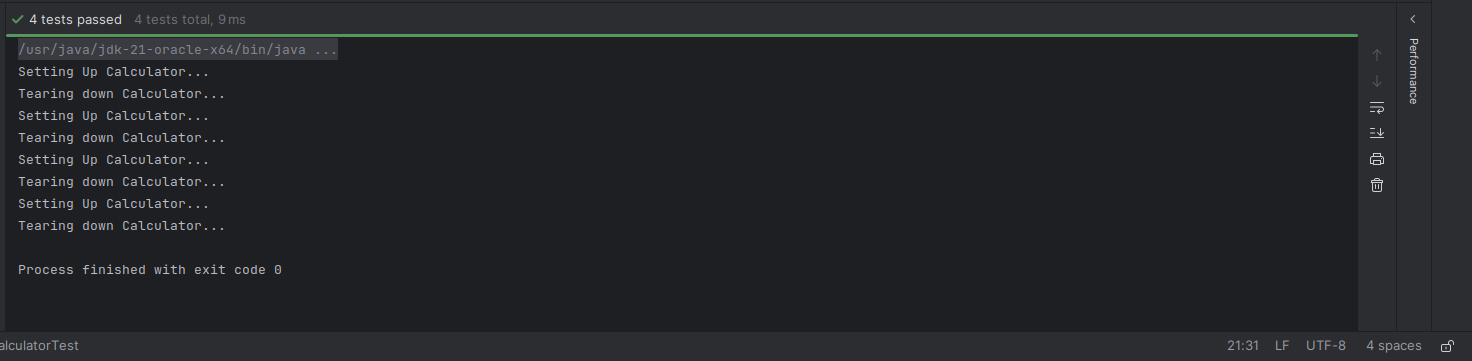 4 tests passed 4 tests total, 9 ms
/usr/java/jdk-21-oracle-x64/bin/java ...
Setting Up Calculator...
Tearing down Calculator...
Setting Up Calculator...
Tearing down Calculator...
Setting Up Calculator...
Tearing down Calculator...
Setting Up Calculator...
Tearing down Calculator...
Process finished with exit code 0
Performance
alculatorTest 21:31 LF UTF-8 4 spaces